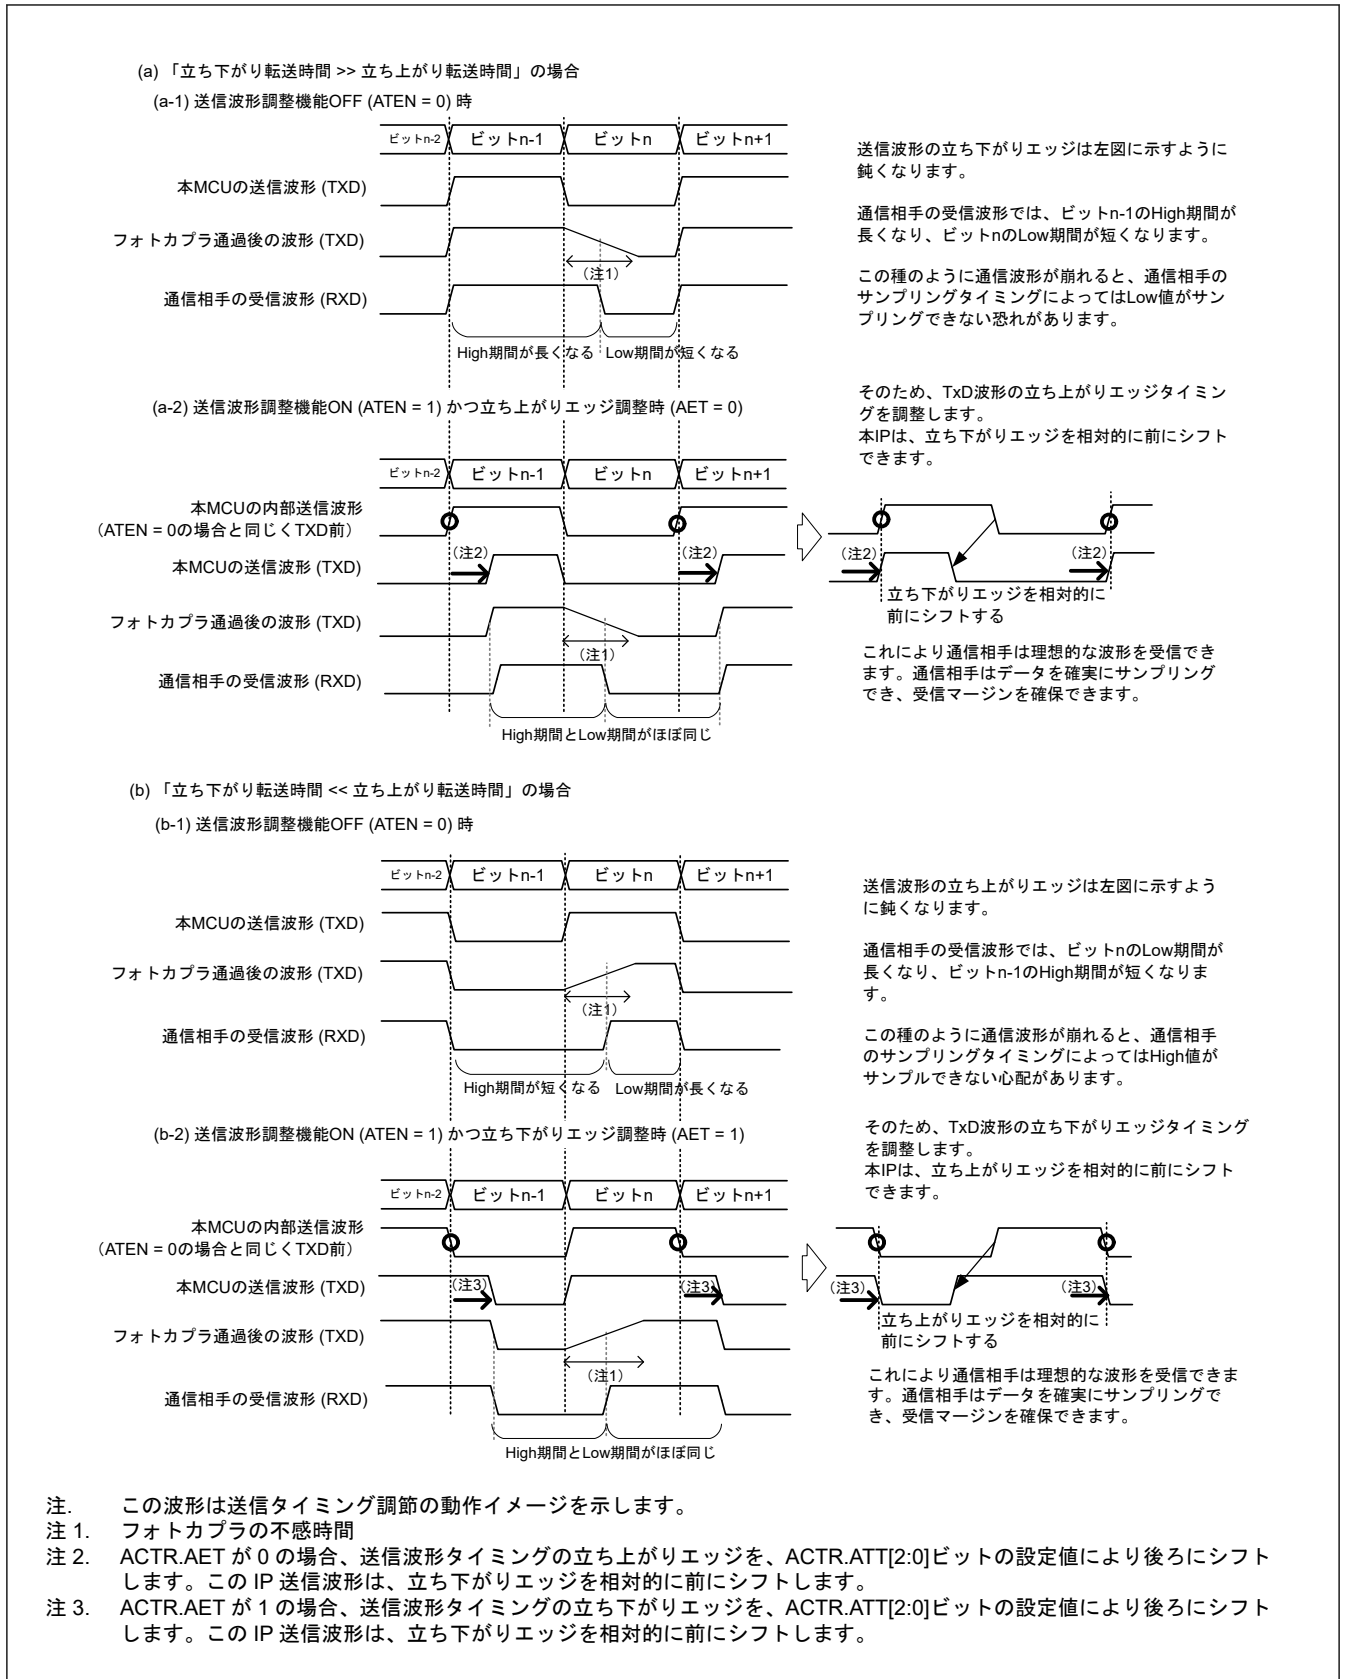 (a) 「立ち下がり転送時間 >> 立ち上がり転送時間」の場合
(a-1) 送信波形調整機能OFF (ATEN = 0) 時
ビットn-2 ビットn-1 ビットn ビットn+1
本MCUの送信波形 (TXD)
フォトカプラ通過後の波形 (TXD)
（注1）
通信相手の受信波形 (RXD)
High期間が長くなる Low期間が短くなる
送信波形の立ち下がりエッジは左図に示すように
鈍くなります。
通信相手の受信波形では、ビットn-1のHigh期間が
長くなり、ビットnのLow期間が短くなります。
この種のように通信波形が崩れると、通信相手の
サンプリングタイミングによってはLow値がサン
プリングできない恐れがあります。
(a-2) 送信波形調整機能ON (ATEN = 1) かつ立ち上がりエッジ調整時 (AET = 0)
ビットn-2 ビットn-1 ビットn ビットn+1
本MCUの内部送信波形
（ATEN = 0の場合と同じくTXD前）
（注2） （注2）
本MCUの送信波形 (TXD)
フォトカプラ通過後の波形 (TXD)
（注1）
通信相手の受信波形 (RXD)
High期間とLow期間がほぼ同じ
そのため、TxD波形の立ち上がりエッジタイミン
グを調整します。
本IPは、立ち下がりエッジを相対的に前にシフト
できます。
（注2） （注2）
立ち下がりエッジを相対的に
前にシフトする
これにより通信相手は理想的な波形を受信でき
ます。通信相手はデータを確実にサンプリング
でき、受信マージンを確保できます。
(b) 「立ち下がり転送時間 << 立ち上がり転送時間」の場合
(b-1) 送信波形調整機能OFF (ATEN = 0) 時
ビットn-2 ビットn-1 ビットn ビットn+1
本MCUの送信波形 (TXD)
フォトカプラ通過後の波形 (TXD)
（注1）
通信相手の受信波形 (RXD)
High期間が短くなる Low期間が長くなる
送信波形の立ち上がりエッジは左図に示すよう
に鈍くなります。
通信相手の受信波形では、ビットnのLow期間が
長くなり、ビットn-1のHigh期間が短くなりま
す。
この種のように通信波形が崩れると、通信相手
のサンプリングタイミングによってはHigh値が
サンプルできない心配があります。
(b-2) 送信波形調整機能ON (ATEN = 1) かつ立ち下がりエッジ調整時 (AET = 1)
ビットn-2 ビットn-1 ビットn ビットn+1
本MCUの内部送信波形
（ATEN = 0の場合と同じくTXD前）
（注3） （注3）
本MCUの送信波形 (TXD)
フォトカプラ通過後の波形 (TXD)
（注1）
通信相手の受信波形 (RXD)
High期間とLow期間がほぼ同じ
そのため、TxD波形の立ち下がりエッジタイミング
を調整します。
本IPは、立ち上がりエッジを相対的に前にシフト
できます。
（注3） （注3）
立ち上がりエッジを相対的に
前にシフトする
これにより通信相手は理想的な波形を受信できま
す。通信相手はデータを確実にサンプリングで
き、受信マージンを確保できます。
注. この波形は送信タイミング調節の動作イメージを示します。
注 1. フォトカプラの不感時間
注 2. ACTR.AET が 0 の場合、送信波形タイミングの立ち上がりエッジを、ACTR.ATT[2:0]ビットの設定値により後ろにシフト
します。この IP 送信波形は、立ち下がりエッジを相対的に前にシフトします。
注 3. ACTR.AET が 1 の場合、送信波形タイミングの立ち下がりエッジを、ACTR.ATT[2:0]ビットの設定値により後ろにシフト
します。この IP 送信波形は、立ち下がりエッジを相対的に前にシフトします。